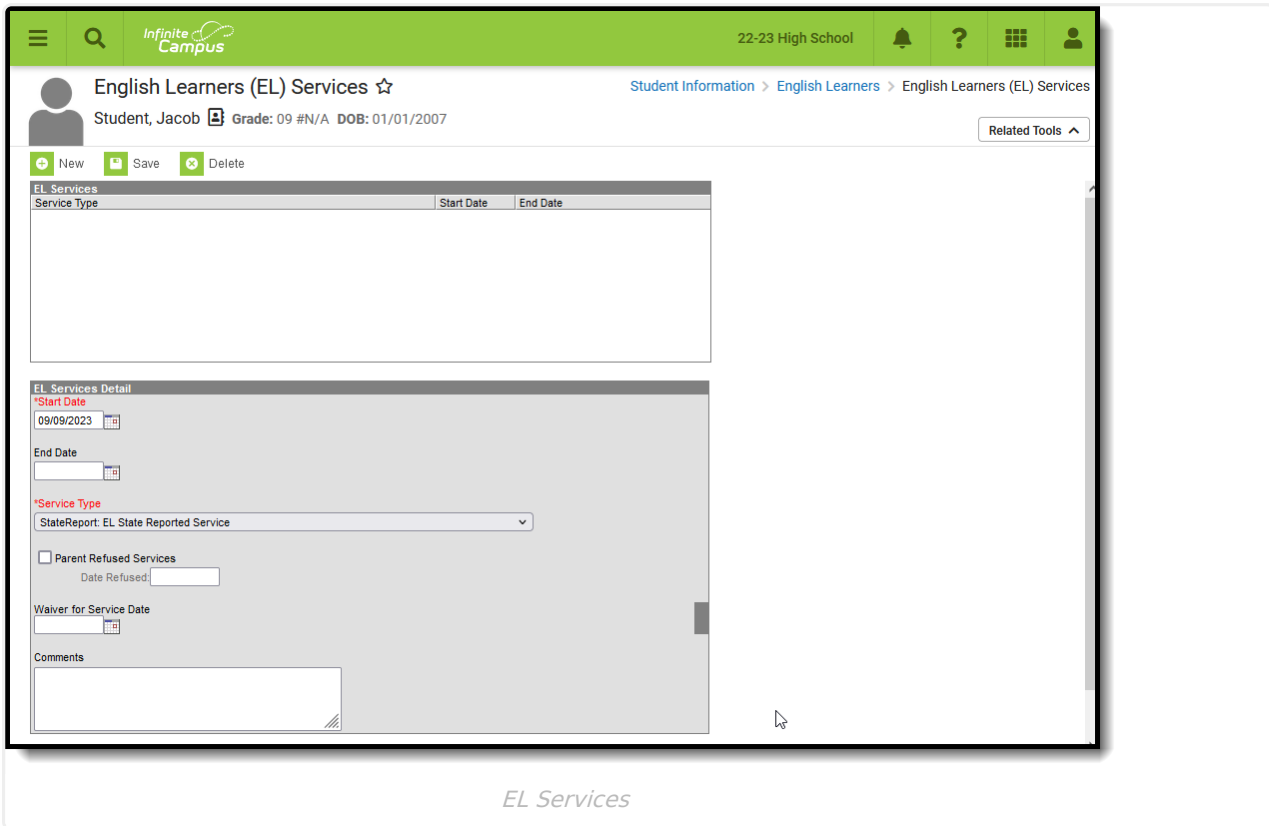 Infinite Campus
22-23 High School
?
English Learners (EL) Services
Student Information > English Learners > English Learners (EL) Services
Student, Jacob Grade: 09 #N/A DOB: 01/01/2007
Related Tools
New Save Delete
EL Services
Service Type Start Date End Date
EL Services Detail
*Start Date
09/09/2023
End Date
*Service Type
StateReport: EL State Reported Service
Parent Refused Services
Date Refused:
Waiver for Service Date
Comments
EL Services